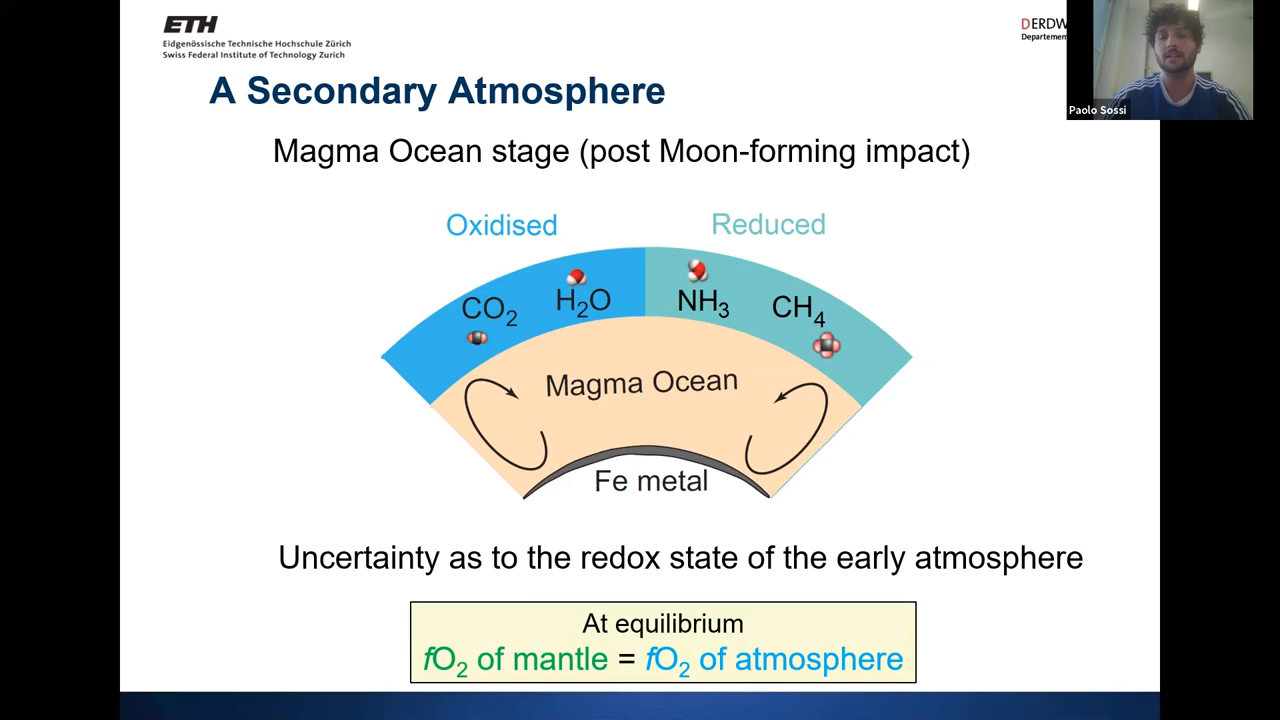 ETH
Eidgenössische Technische Hochschule Zürich
Swiss Federal Institute of Technology Zurich
DERDW
Departemen
Paolo Sossi
A Secondary Atmosphere
Magma Ocean stage (post Moon-forming impact)
Oxidised
Reduced
CO₂
H₂O
NH₃
CH₄
Magma Ocean
Fe metal
Uncertainty as to the redox state of the early atmosphere
At equilibrium
fO₂ of mantle = fO₂ of atmosphere